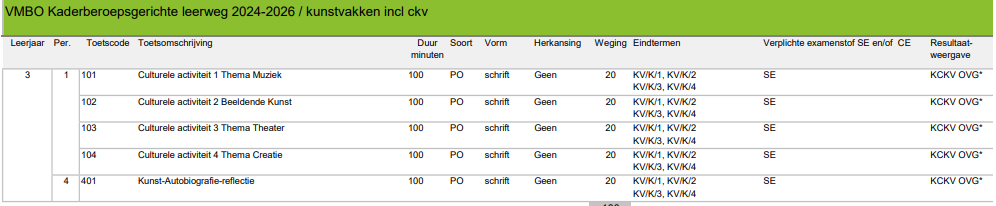 VMBO Kaderberoepsgerichte leerweg 2024-2026 / kunstvakken incl ckv
Leerjaar Per. Toetscode Toetsomschrijving Duur minuten Soort Vorm Herkansing Weging Eindtermen Verplichte examenstof SE en/of CE Resultaat-weergave
3 1 101 Culturele activiteit 1 Thema Muziek 100 PO schrift Geen 20 KV/K/1, KV/K/2 SE KCKV OVG*
KV/K/3, KV/K/4
102 Culturele activiteit 2 Beeldende Kunst 100 PO schrift Geen 20 KV/K/1, KV/K/2 SE KCKV OVG*
KV/K/3, KV/K/4
103 Culturele activiteit 3 Thema Theater 100 PO schrift Geen 20 KV/K/1, KV/K/2 SE KCKV OVG*
KV/K/3, KV/K/4
104 Culturele activiteit 4 Thema Creatie 100 PO schrift Geen 20 KV/K/1, KV/K/2 SE KCKV OVG*
KV/K/3, KV/K/4
4 401 Kunst-Autobiografie-reflectie 100 PO schrift Geen 20 KV/K/1, KV/K/2 SE KCKV OVG*
KV/K/3, KV/K/4